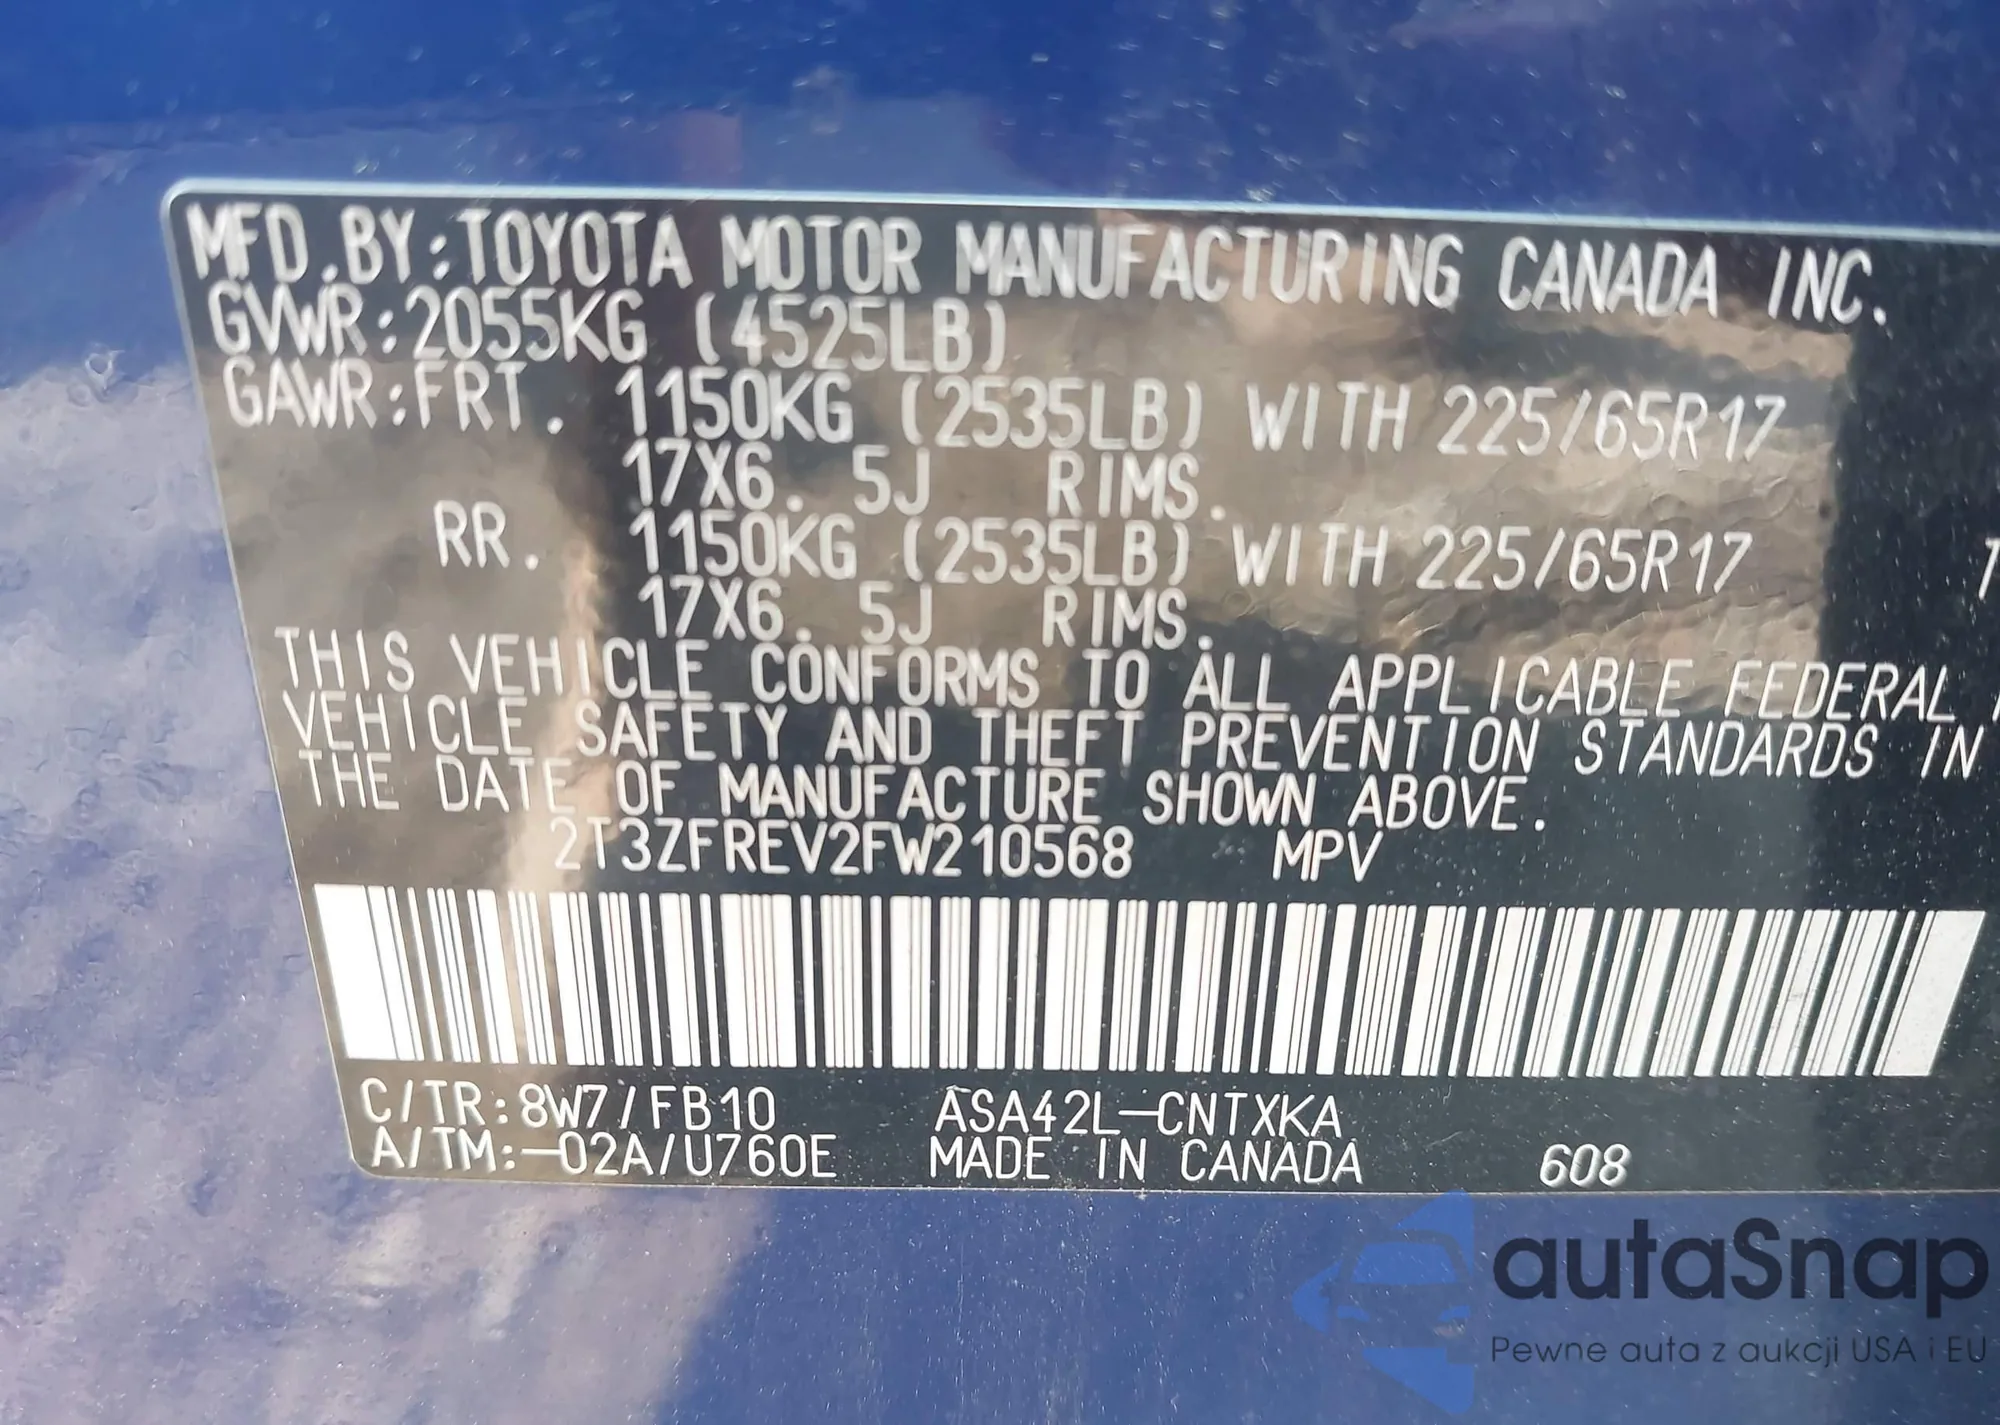 MFD.BY:TOYOTA MOTOR MANUFACTURING CANADA INC.
GVWR:2055KG (4525LB)
GAWR:FRT. 1150KG (2535LB) WITH 225/65R17
17X6. 5J RIMS.
RR. 1150KG (2535LB) WITH 225/65R17
17X6. 5J RIMS.
THIS VEHICLE CONFORMS TO ALL APPLICABLE FEDERAL
VEHICLE SAFETY AND THEFT PREVENTION STANDARDS IN
THE DATE OF MANUFACTURE SHOWN ABOVE.
2T3ZFREV2FW210568 MPV
C/TR:8W7/FB10 ASA42L-CNTXKA
A/TM:-02A/U760E MADE IN CANADA 608
autaSnap
Pewne auta z aukcji USA i EU